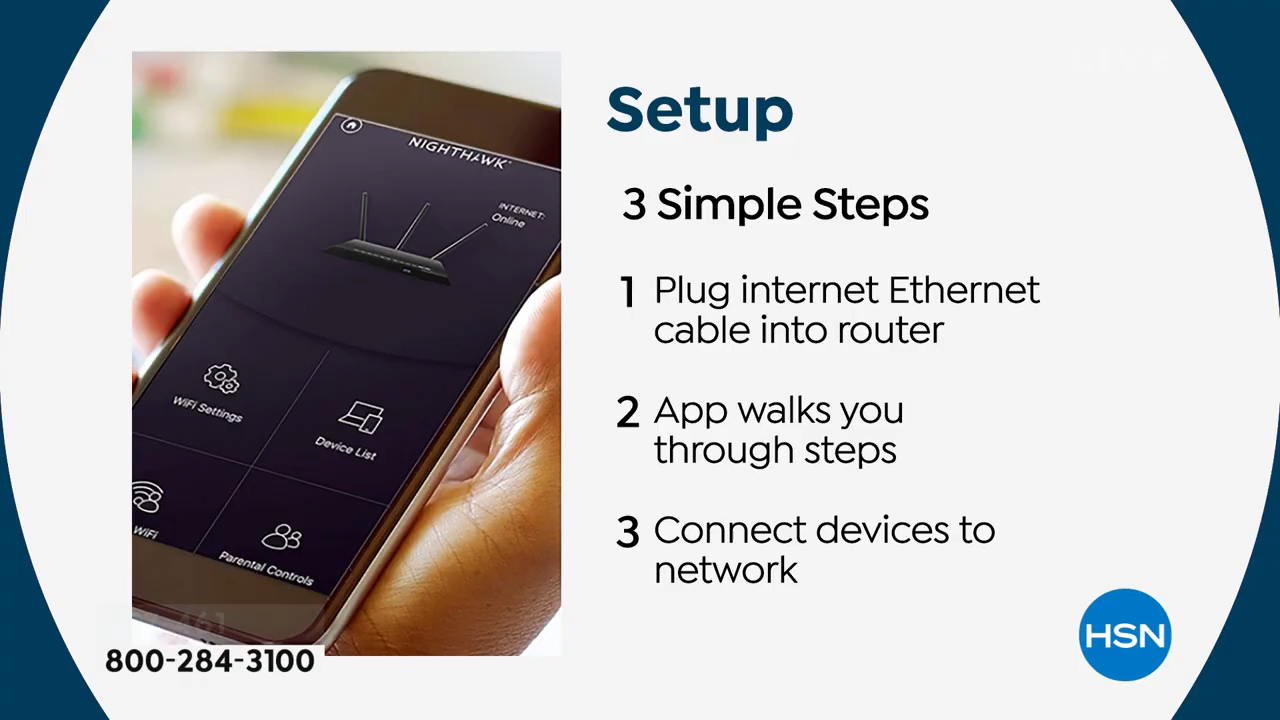 Setup
3 Simple Steps
1 Plug internet Ethernet
cable into router
2 App walks you
through steps
3 Connect devices to
network
NIGHTHAWK
INTERNET:
Online
WiFi Settings
Device List
WiFi
Parental Controls
800-284-3100
HSN